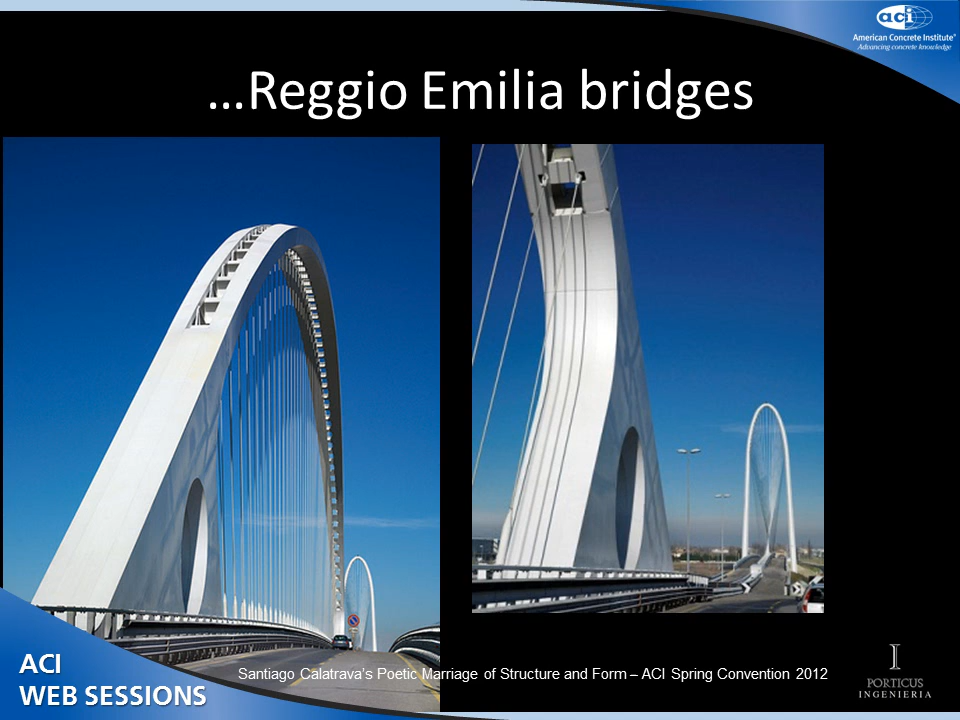 aci
American Concrete Institute®
Advancing concrete knowledge
...Reggio Emilia bridges
ACI
WEB SESSIONS
Santiago Calatrava's Poetic Marriage of Structure and Form – ACI Spring Convention 2012
I
PORTICUS
INGENIERIA